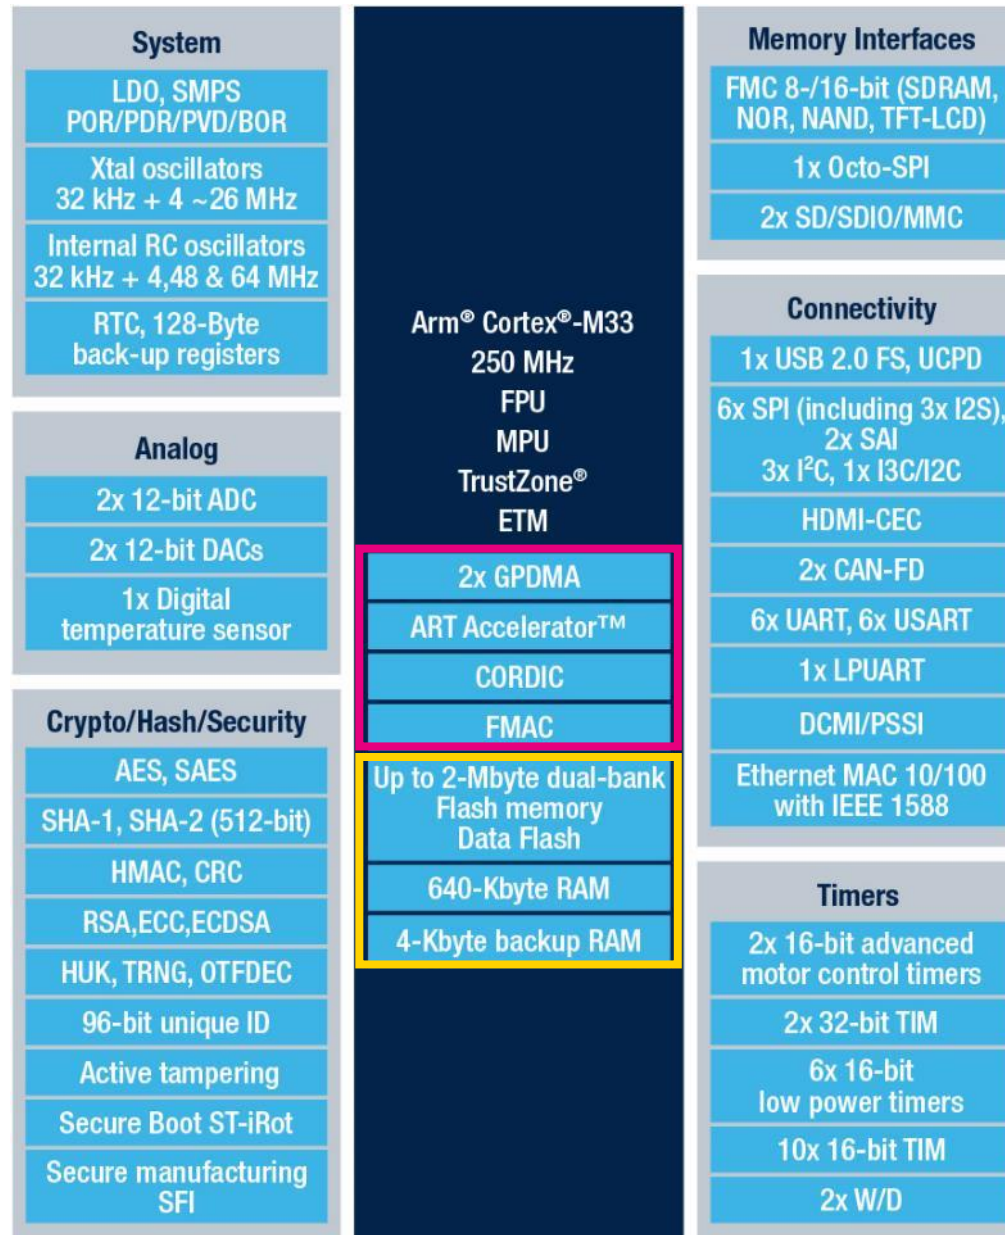 System
LDO, SMPS
POR/PDR/PVD/BOR
Xtal oscillators
32 kHz + 4 ~26 MHz
Internal RC oscillators
32 kHz + 4,48 & 64 MHz
RTC, 128-Byte
back-up registers
Analog
2x 12-bit ADC
2x 12-bit DACs
1x Digital
temperature sensor
Crypto/Hash/Security
AES, SAES
SHA-1, SHA-2 (512-bit)
HMAC, CRC
RSA,ECC,ECDSA
HUK, TRNG, OTFDEC
96-bit unique ID
Active tampering
Secure Boot ST-iRot
Secure manufacturing
SFI
Arm® Cortex®-M33
250 MHz
FPU
MPU
TrustZone®
ETM
2x GPDMA
ART Accelerator™
CORDIC
FMAC
Up to 2-Mbyte dual-bank
Flash memory
Data Flash
640-Kbyte RAM
4-Kbyte backup RAM
Memory Interfaces
FMC 8-/16-bit (SDRAM,
NOR, NAND, TFT-LCD)
1x Octo-SPI
2x SD/SDIO/MMC
Connectivity
1x USB 2.0 FS, UCPD
6x SPI (including 3x I2S),
2x SAI
3x I²C, 1x I3C/I2C
HDMI-CEC
2x CAN-FD
6x UART, 6x USART
1x LPUART
DCMI/PSSI
Ethernet MAC 10/100
with IEEE 1588
Timers
2x 16-bit advanced
motor control timers
2x 32-bit TIM
6x 16-bit
low power timers
10x 16-bit TIM
2x W/D